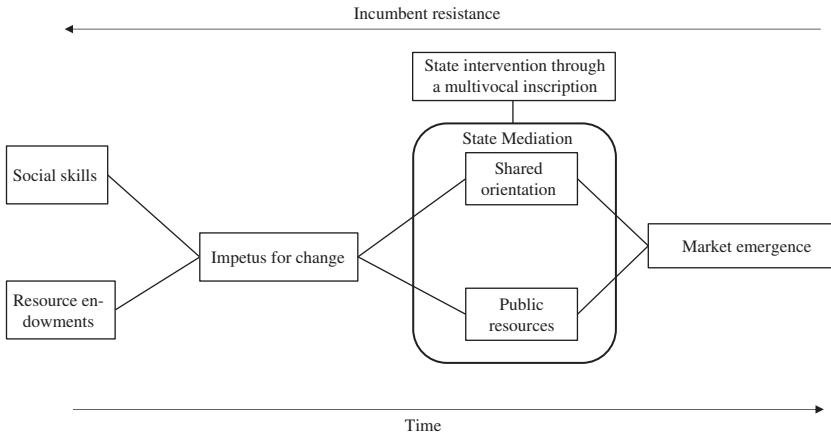 Incumbent resistance
State intervention through
a multivocal inscription
State Mediation
Social skills
Shared
orientation
Impetus for change
Market emergence
Resource en-
dowments
Public
resources
Time